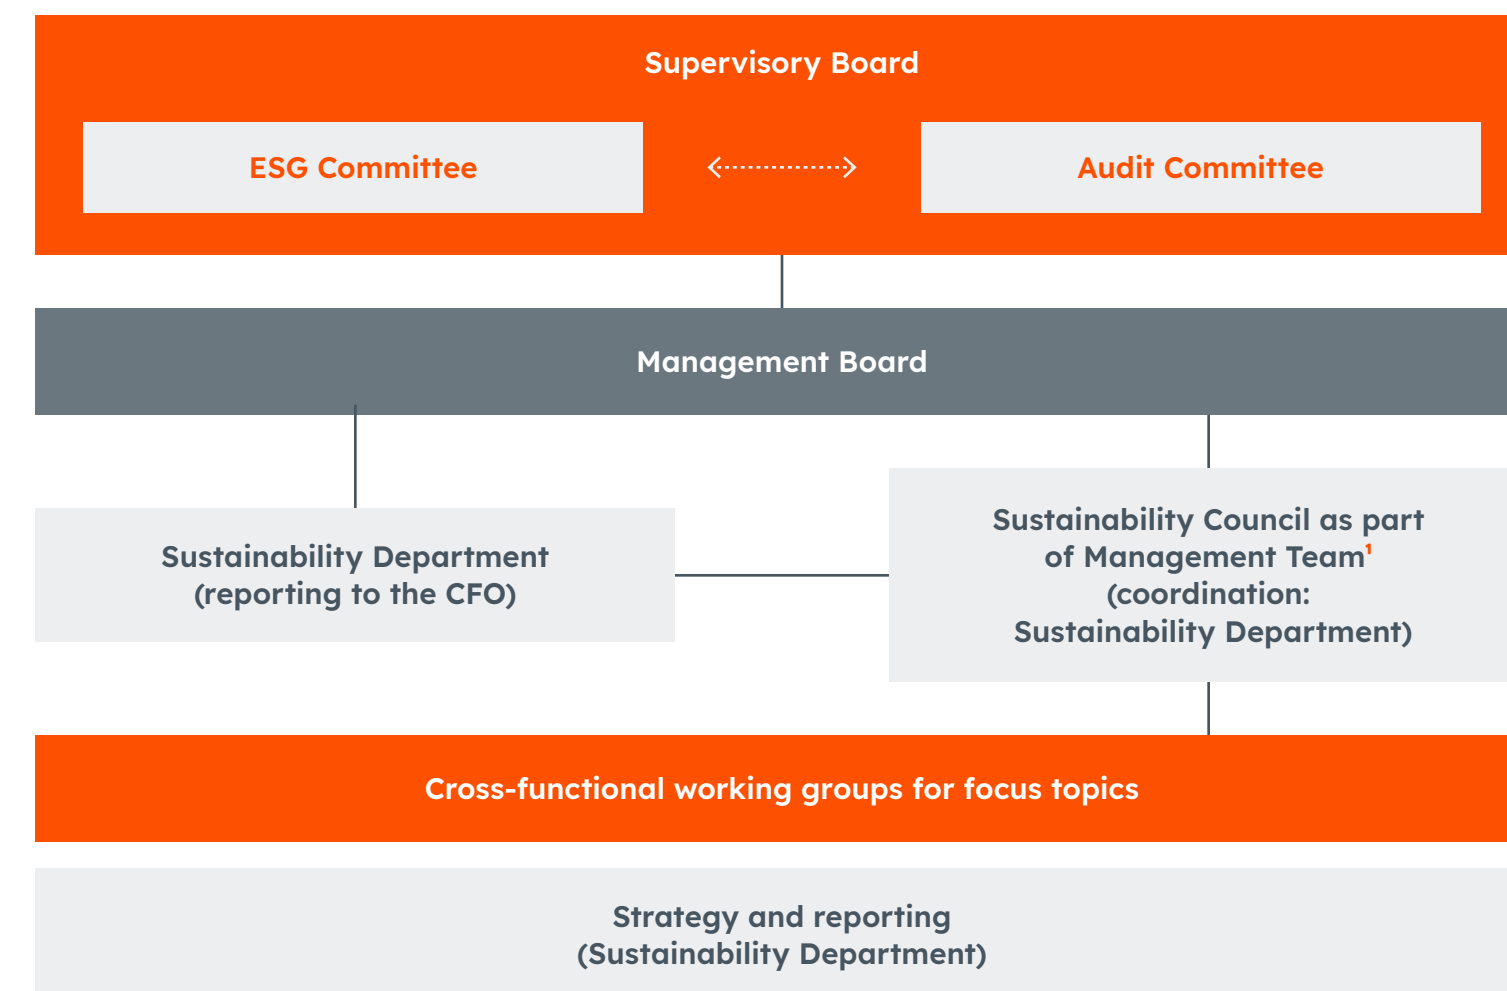 Supervisory Board
ESG Committee
Audit Committee
Management Board
Sustainability Department
(reporting to the CFO)
Sustainability Council as part
of Management Team¹
(coordination:
Sustainability Department)
Cross-functional working groups for focus topics
Strategy and reporting
(Sustainability Department)